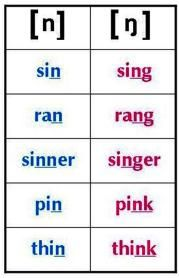 [n] [ŋ]
sin sing
ran rang
sinner singer
pin pink
thin think